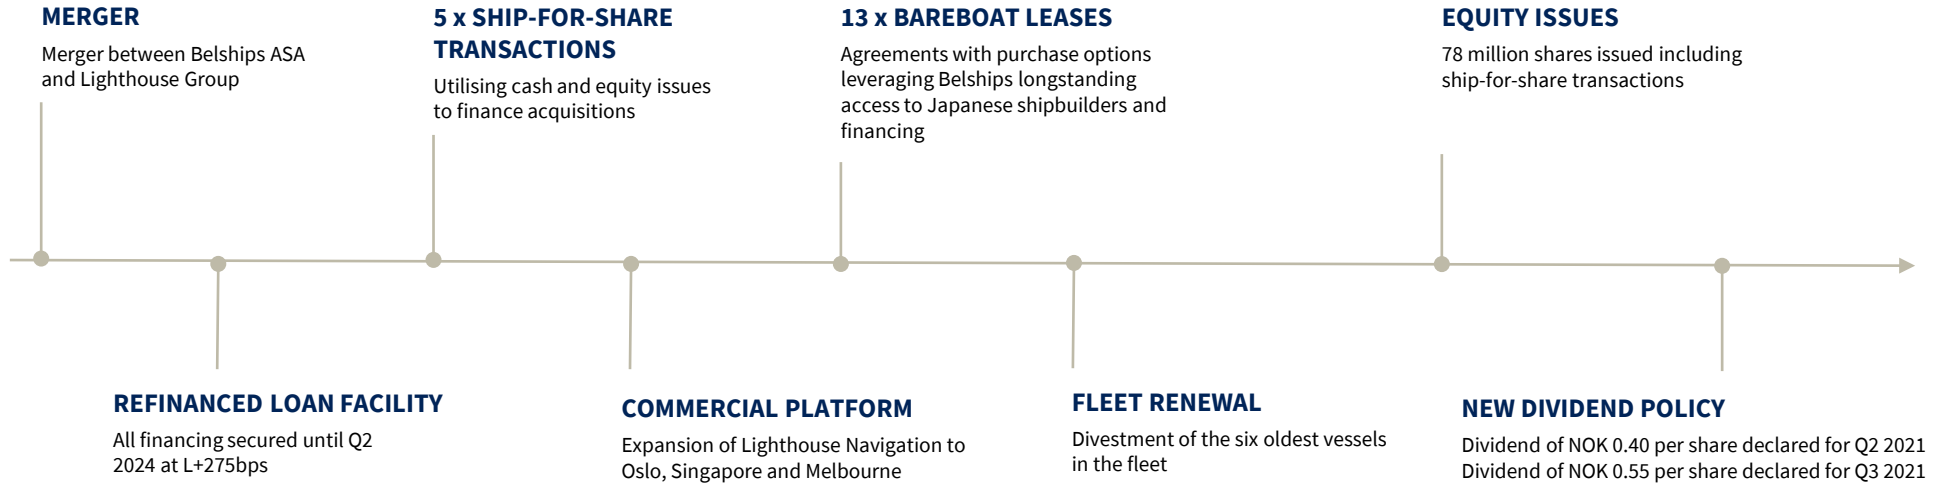 MERGER
Merger between Belships ASA
and Lighthouse Group
5 x SHIP-FOR-SHARE
TRANSACTIONS
Utilising cash and equity issues
to finance acquisitions
13 x BAREBOAT LEASES
Agreements with purchase options
leveraging Belships longstanding
access to Japanese shipbuilders and
financing
EQUITY ISSUES
78 million shares issued including
ship-for-share transactions
REFINANCED LOAN FACILITY
All financing secured until Q2
2024 at L+275bps
COMMERCIAL PLATFORM
Expansion of Lighthouse Navigation to
Oslo, Singapore and Melbourne
FLEET RENEWAL
Divestment of the six oldest vessels
in the fleet
NEW DIVIDEND POLICY
Dividend of NOK 0.40 per share declared for Q2 2021
Dividend of NOK 0.55 per share declared for Q3 2021